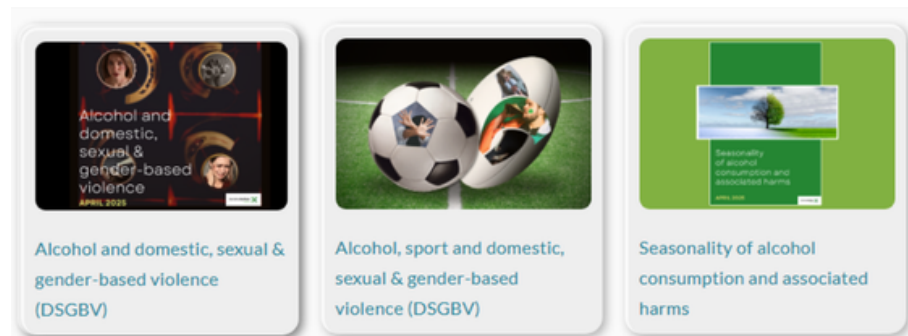 Alcohol and
domestic,
sexual &
gender-based
violence
APRIL 2025
Alcohol and domestic, sexual &
gender-based violence
(DSGBV)
Alcohol, sport and domestic,
sexual & gender-based
violence (DSGBV)
Seasonality
of alcohol
consumption and
associated harms
APRIL 2025
Seasonality of alcohol
consumption and associated
harms